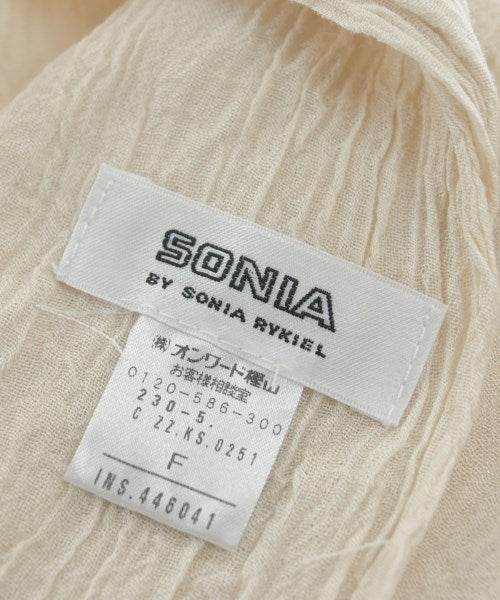 SONIA
BY SONIA RYKIEL
(株)オンワード樫山
お客様相談室
0120-586-300
230-5.
C ZZ.KS.0251
F
INS.446041